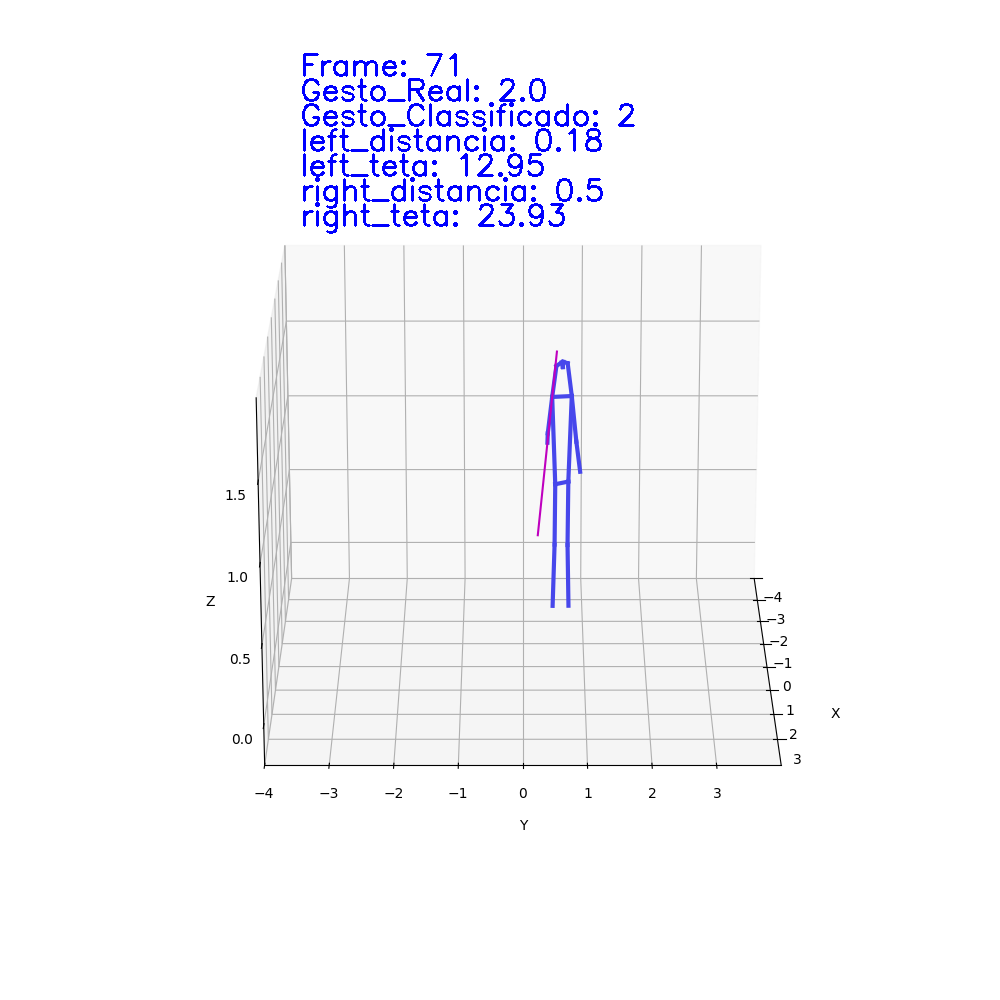 Frame: 71
Gesto_Real: 2.0
Gesto_Classificado: 2
left_distancia: 0.18
left_teta: 12.95
right_distancia: 0.5
right_teta: 23.93
1.5
1.0
Z
0.5
0.0
−4
−3
−2
−1
0
1
2
3
X
−4
−3
−2
−1
0
1
2
3
Y